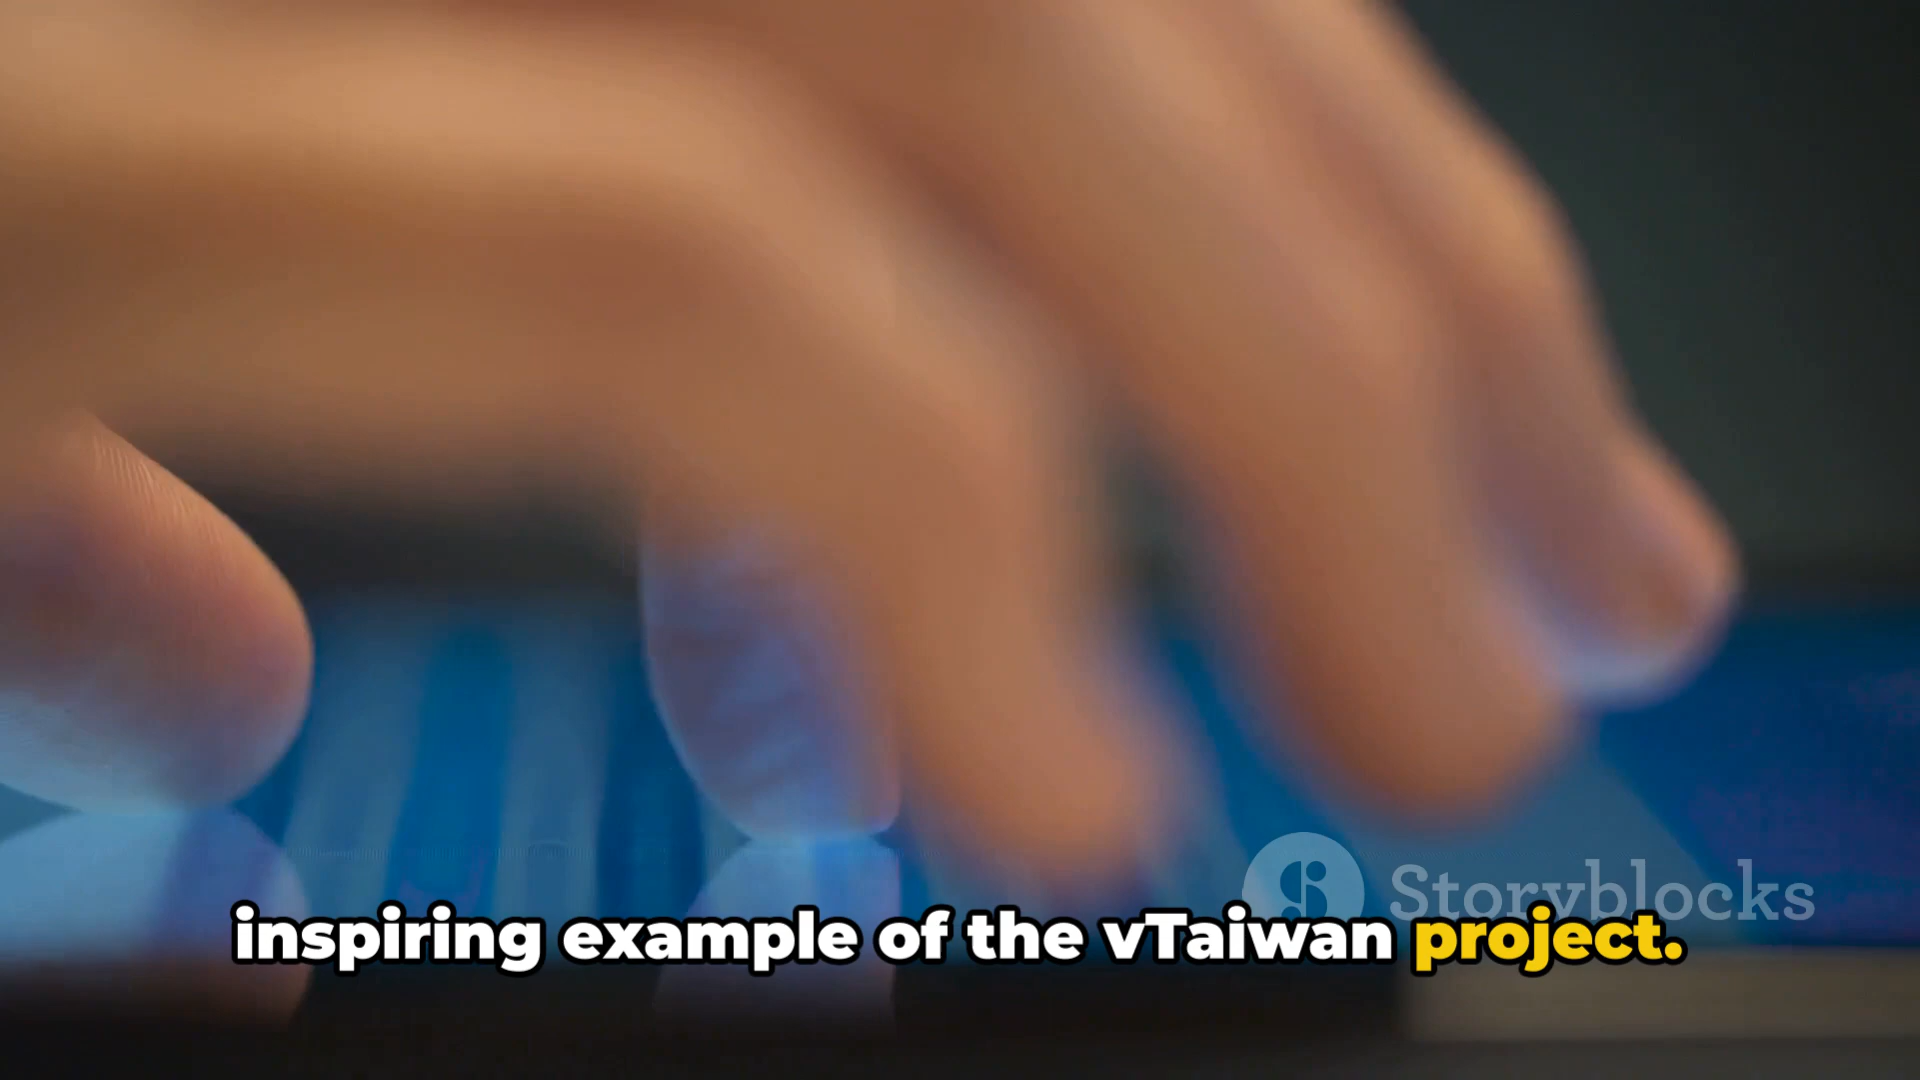 Storyblocks
inspiring example of the vTaiwan project.